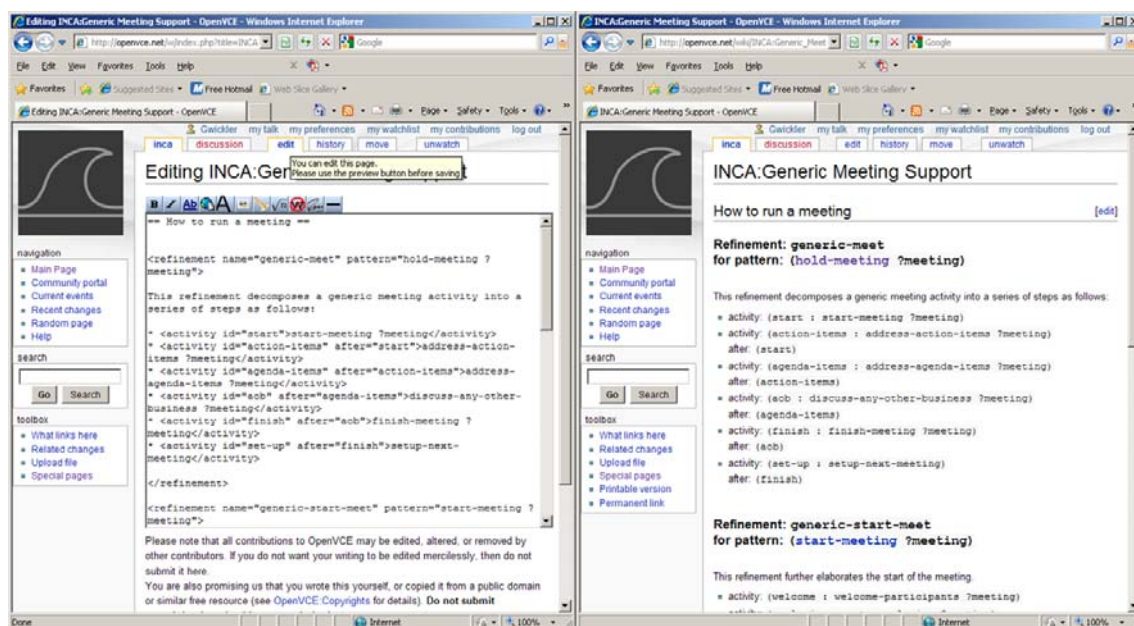 Editing INCA:Generic Meeting Support - OpenVCE - Windows Internet Explorer
http://openvce.net/w/index.php?title=INCA
Google
File Edit View Favorites Tools Help
Favorites Suggested Sites Free Hotmail Web Slice Gallery
Editing INCA:Generic Meeting Support - OpenVCE
Page Safety Tools
Gwickler my talk my preferences my watchlist my contributions log out
inca discussion edit history move unwatch
You can edit this page.
Please use the preview button before saving
Editing INCA:Generic Meeting Support
B I Ab A
== How to run a meeting ==
<refinement name="generic-meet" pattern="hold-meeting ?
meeting">
This refinement decomposes a generic meeting activity into a
series of steps as follows:
* <activity id="start">start-meeting ?meeting</activity>
* <activity id="action-items" after="start">address-action-
items ?meeting</activity>
* <activity id="agenda-items" after="action-items">address-
agenda-items ?meeting</activity>
* <activity id="aob" after="agenda-items">discuss-any-other-
business ?meeting</activity>
* <activity id="finish" after="aob">finish-meeting ?
meeting</activity>
* <activity id="set-up" after="finish">setup-next-
meeting</activity>
</refinement>
<refinement name="generic-start-meet" pattern="start-meeting ?
meeting">
Please note that all contributions to OpenVCE may be edited, altered, or removed by
other contributors. If you do not want your writing to be edited mercilessly, then do not
submit it here.
You are also promising us that you wrote this yourself, or copied it from a public domain
or similar free resource (see OpenVCE:Copyrights for details). Do not submit
navigation
Main Page
Community portal
Current events
Recent changes
Random page
Help
search
Go Search
toolbox
What links here
Related changes
Upload file
Special pages
Done Internet 100%
INCA:Generic Meeting Support - OpenVCE - Windows Internet Explorer
http://openvce.net/wiki/INCA:Generic_Meet
Google
File Edit View Favorites Tools Help
Favorites Suggested Sites Free Hotmail Web Slice Gallery
INCA:Generic Meeting Support - OpenVCE
Page Safety Tools
Gwickler my talk my preferences my watchlist my contributions log out
inca discussion edit history move unwatch
INCA:Generic Meeting Support
How to run a meeting [edit]
Refinement: generic-meet
for pattern: (hold-meeting ?meeting)
This refinement decomposes a generic meeting activity into a series of steps as follows:
activity: (start : start-meeting ?meeting)
activity: (action-items : address-action-items ?meeting)
after: (start)
activity: (agenda-items : address-agenda-items ?meeting)
after: (action-items)
activity: (aob : discuss-any-other-business ?meeting)
after: (agenda-items)
activity: (finish : finish-meeting ?meeting)
after: (aob)
activity: (set-up : setup-next-meeting)
after: (finish)
Refinement: generic-start-meet
for pattern: (start-meeting ?meeting)
This refinement further elaborates the start of the meeting.
activity: (welcome : welcome-participants ?meeting)
navigation
Main Page
Community portal
Current events
Recent changes
Random page
Help
search
Go Search
toolbox
What links here
Related changes
Upload file
Special pages
Printable version
Permanent link
Internet 100%